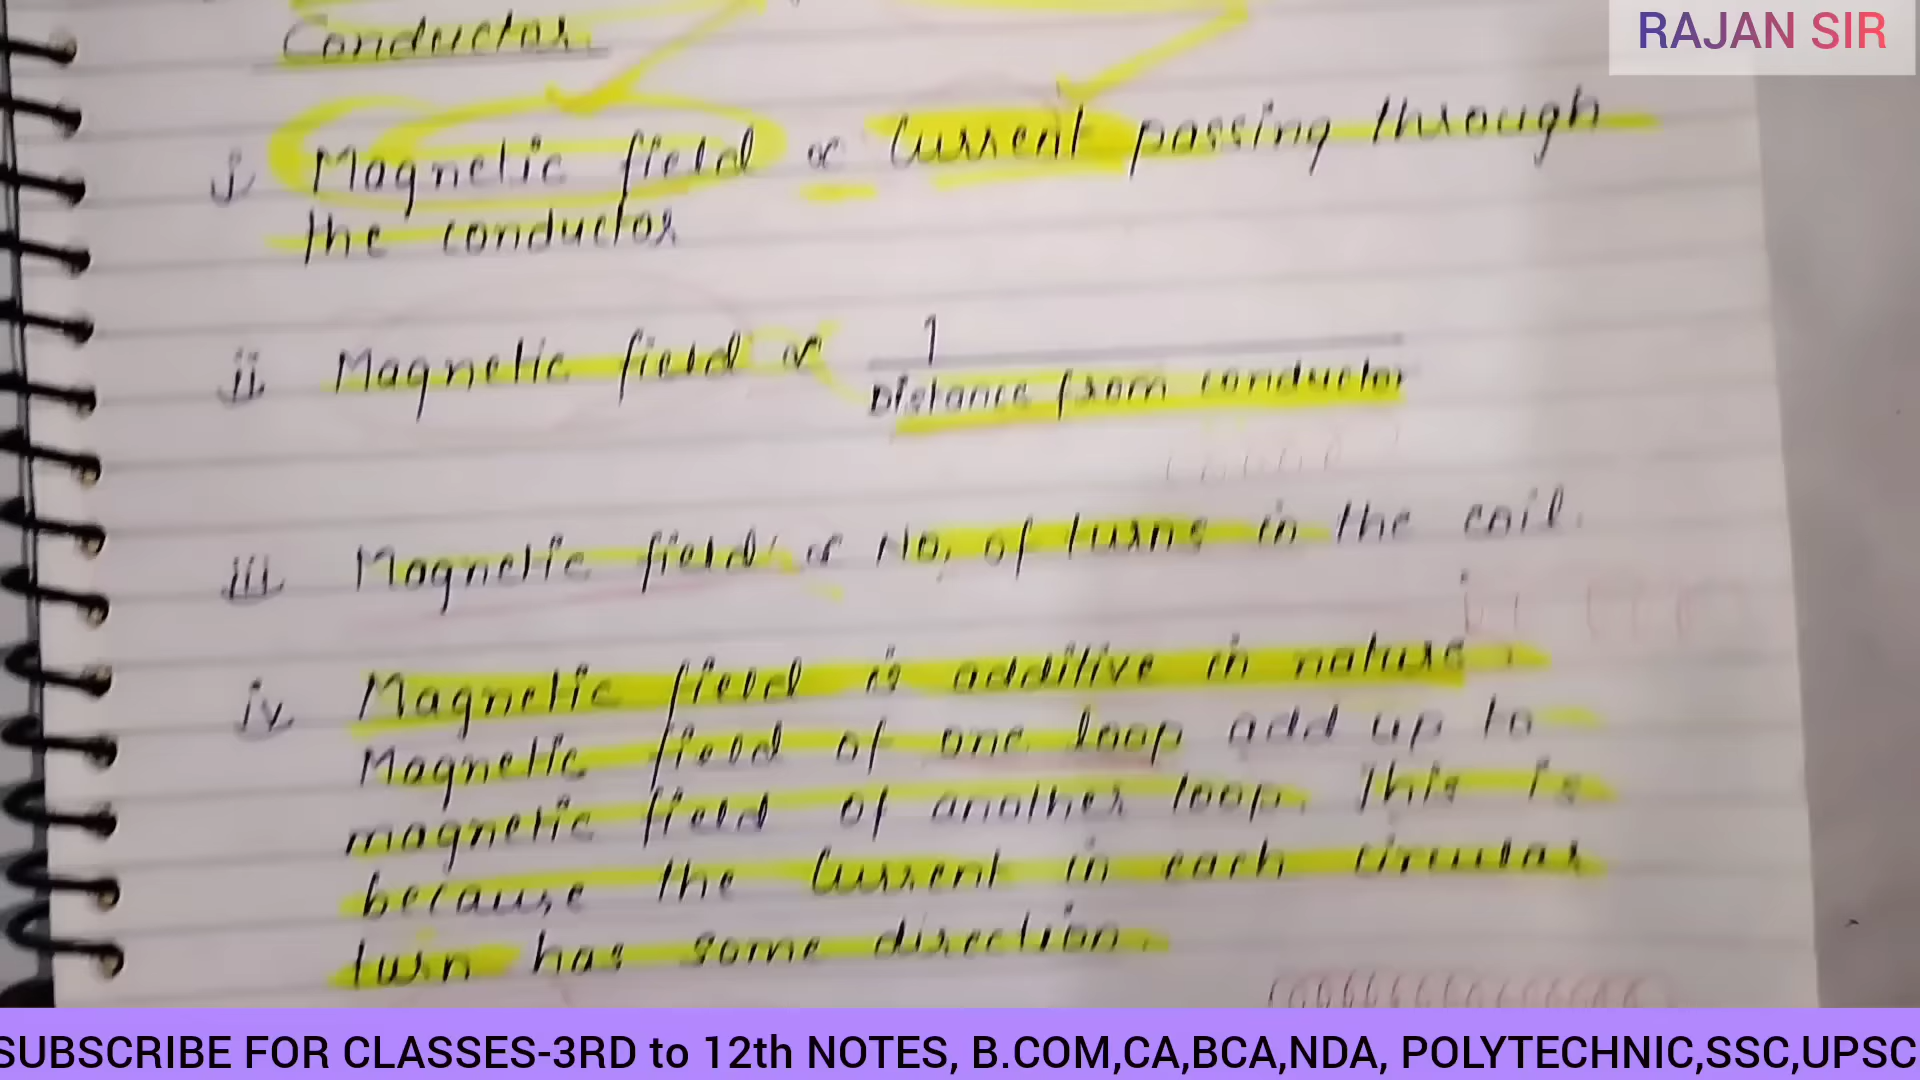 RAJAN SIR
Conductor
i, Magnetic field ∝ Current passing through
the conductor
ii, Magnetic field ∝ 1
Distance from conductor
iii, Magnetic field ∝ No. of turns in the coil.
iv, Magnetic field is additive in nature.
Magnetic field of one loop add up to
magnetic field of another loop. This is
because the Current in each circular
turn has same direction.
SUBSCRIBE FOR CLASSES-3RD to 12th NOTES, B.COM,CA,BCA,NDA, POLYTECHNIC,SSC,UPSC